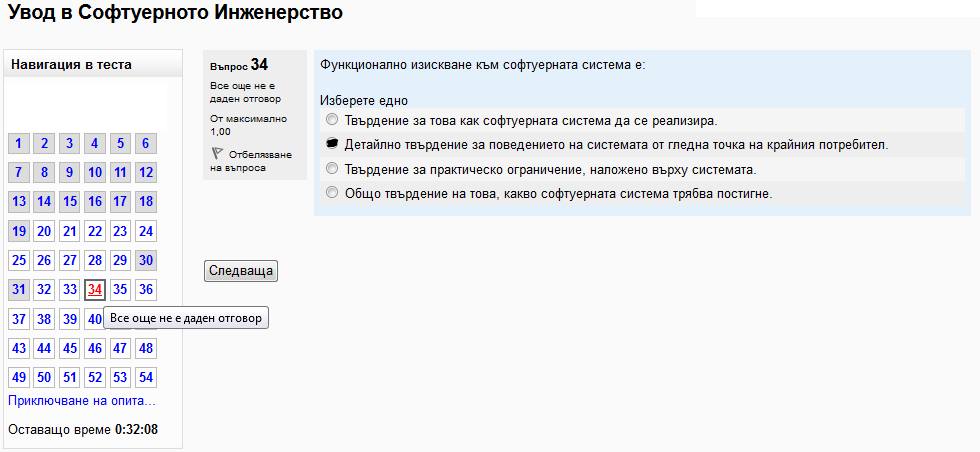 Увод в Софтуерното Инженерство
Навигация в теста
1 2 3 4 5 6
7 8 9 10 11 12
13 14 15 16 17 18
19 20 21 22 23 24
25 26 27 28 29 30
31 32 33 34 35 36
37 38 39 40
43 44 45 46 47 48
49 50 51 52 53 54
Приключване на опита...
Оставащо време 0:32:08
Въпрос 34
Все още не е
даден отговор
От максимално
1,00
Отбелязване
на въпроса
Функционално изискване към софтуерната система е:
Изберете едно
Твърдение за това как софтуерната система да се реализира.
Детайлно твърдение за поведението на системата от гледна точка на крайния потребител.
Твърдение за практическо ограничение, наложено върху системата.
Общо твърдение на това, какво софтуерната система трябва постигне.
Следваща
Все още не е даден отговор